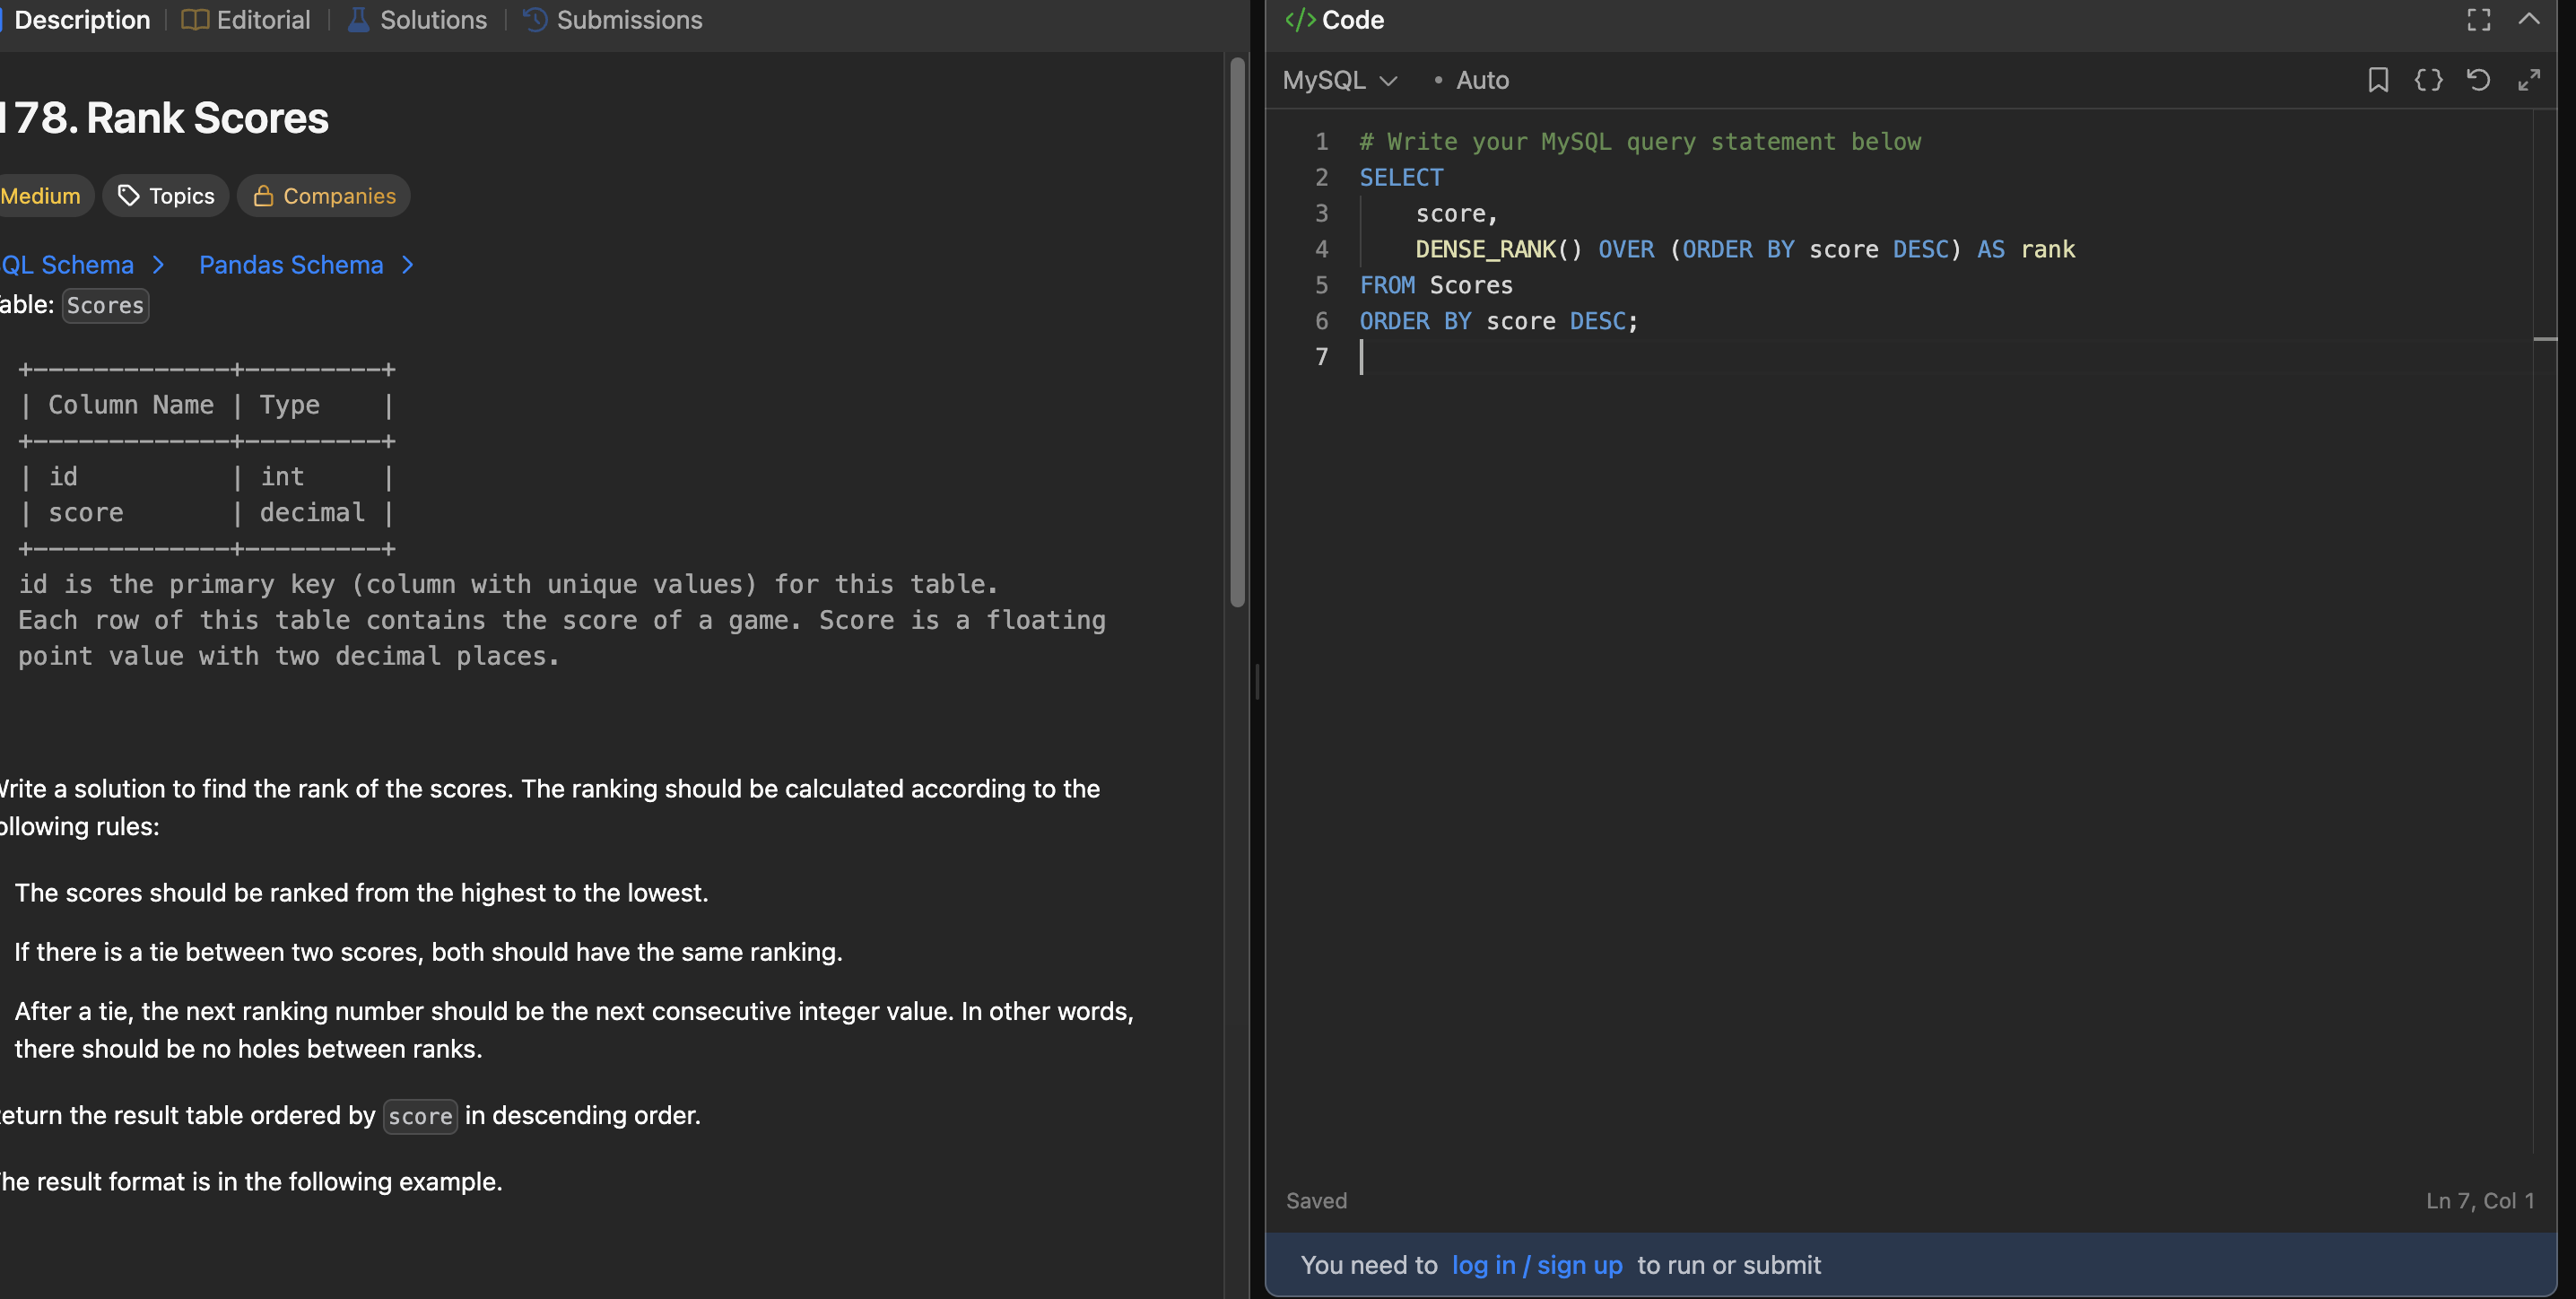 Description | Editorial | Solutions | Submissions
178. Rank Scores
Medium Topics Companies
QL Schema > Pandas Schema >
able: Scores
+-------------+---------+
| Column Name | Type    |
+-------------+---------+
| id          | int     |
| score       | decimal |
+-------------+---------+
id is the primary key (column with unique values) for this table.
Each row of this table contains the score of a game. Score is a floating
point value with two decimal places.
Write a solution to find the rank of the scores. The ranking should be calculated according to the
ollowing rules:
The scores should be ranked from the highest to the lowest.
If there is a tie between two scores, both should have the same ranking.
After a tie, the next ranking number should be the next consecutive integer value. In other words,
there should be no holes between ranks.
eturn the result table ordered by score in descending order.
he result format is in the following example.
</> Code
MySQL • Auto
1 # Write your MySQL query statement below
2 SELECT
3     score,
4     DENSE_RANK() OVER (ORDER BY score DESC) AS rank
5 FROM Scores
6 ORDER BY score DESC;
7
Saved Ln 7, Col 1
You need to log in / sign up to run or submit